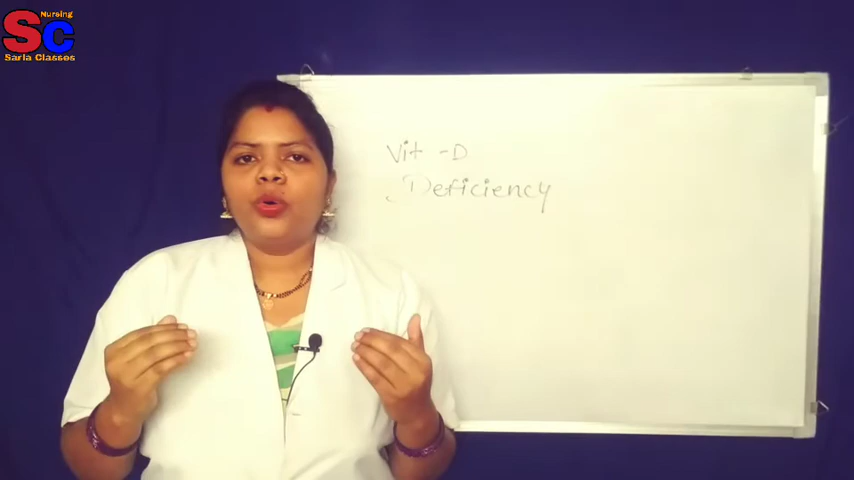 Nursing
SC
Sarla Classes
Vit -D
Deficiency